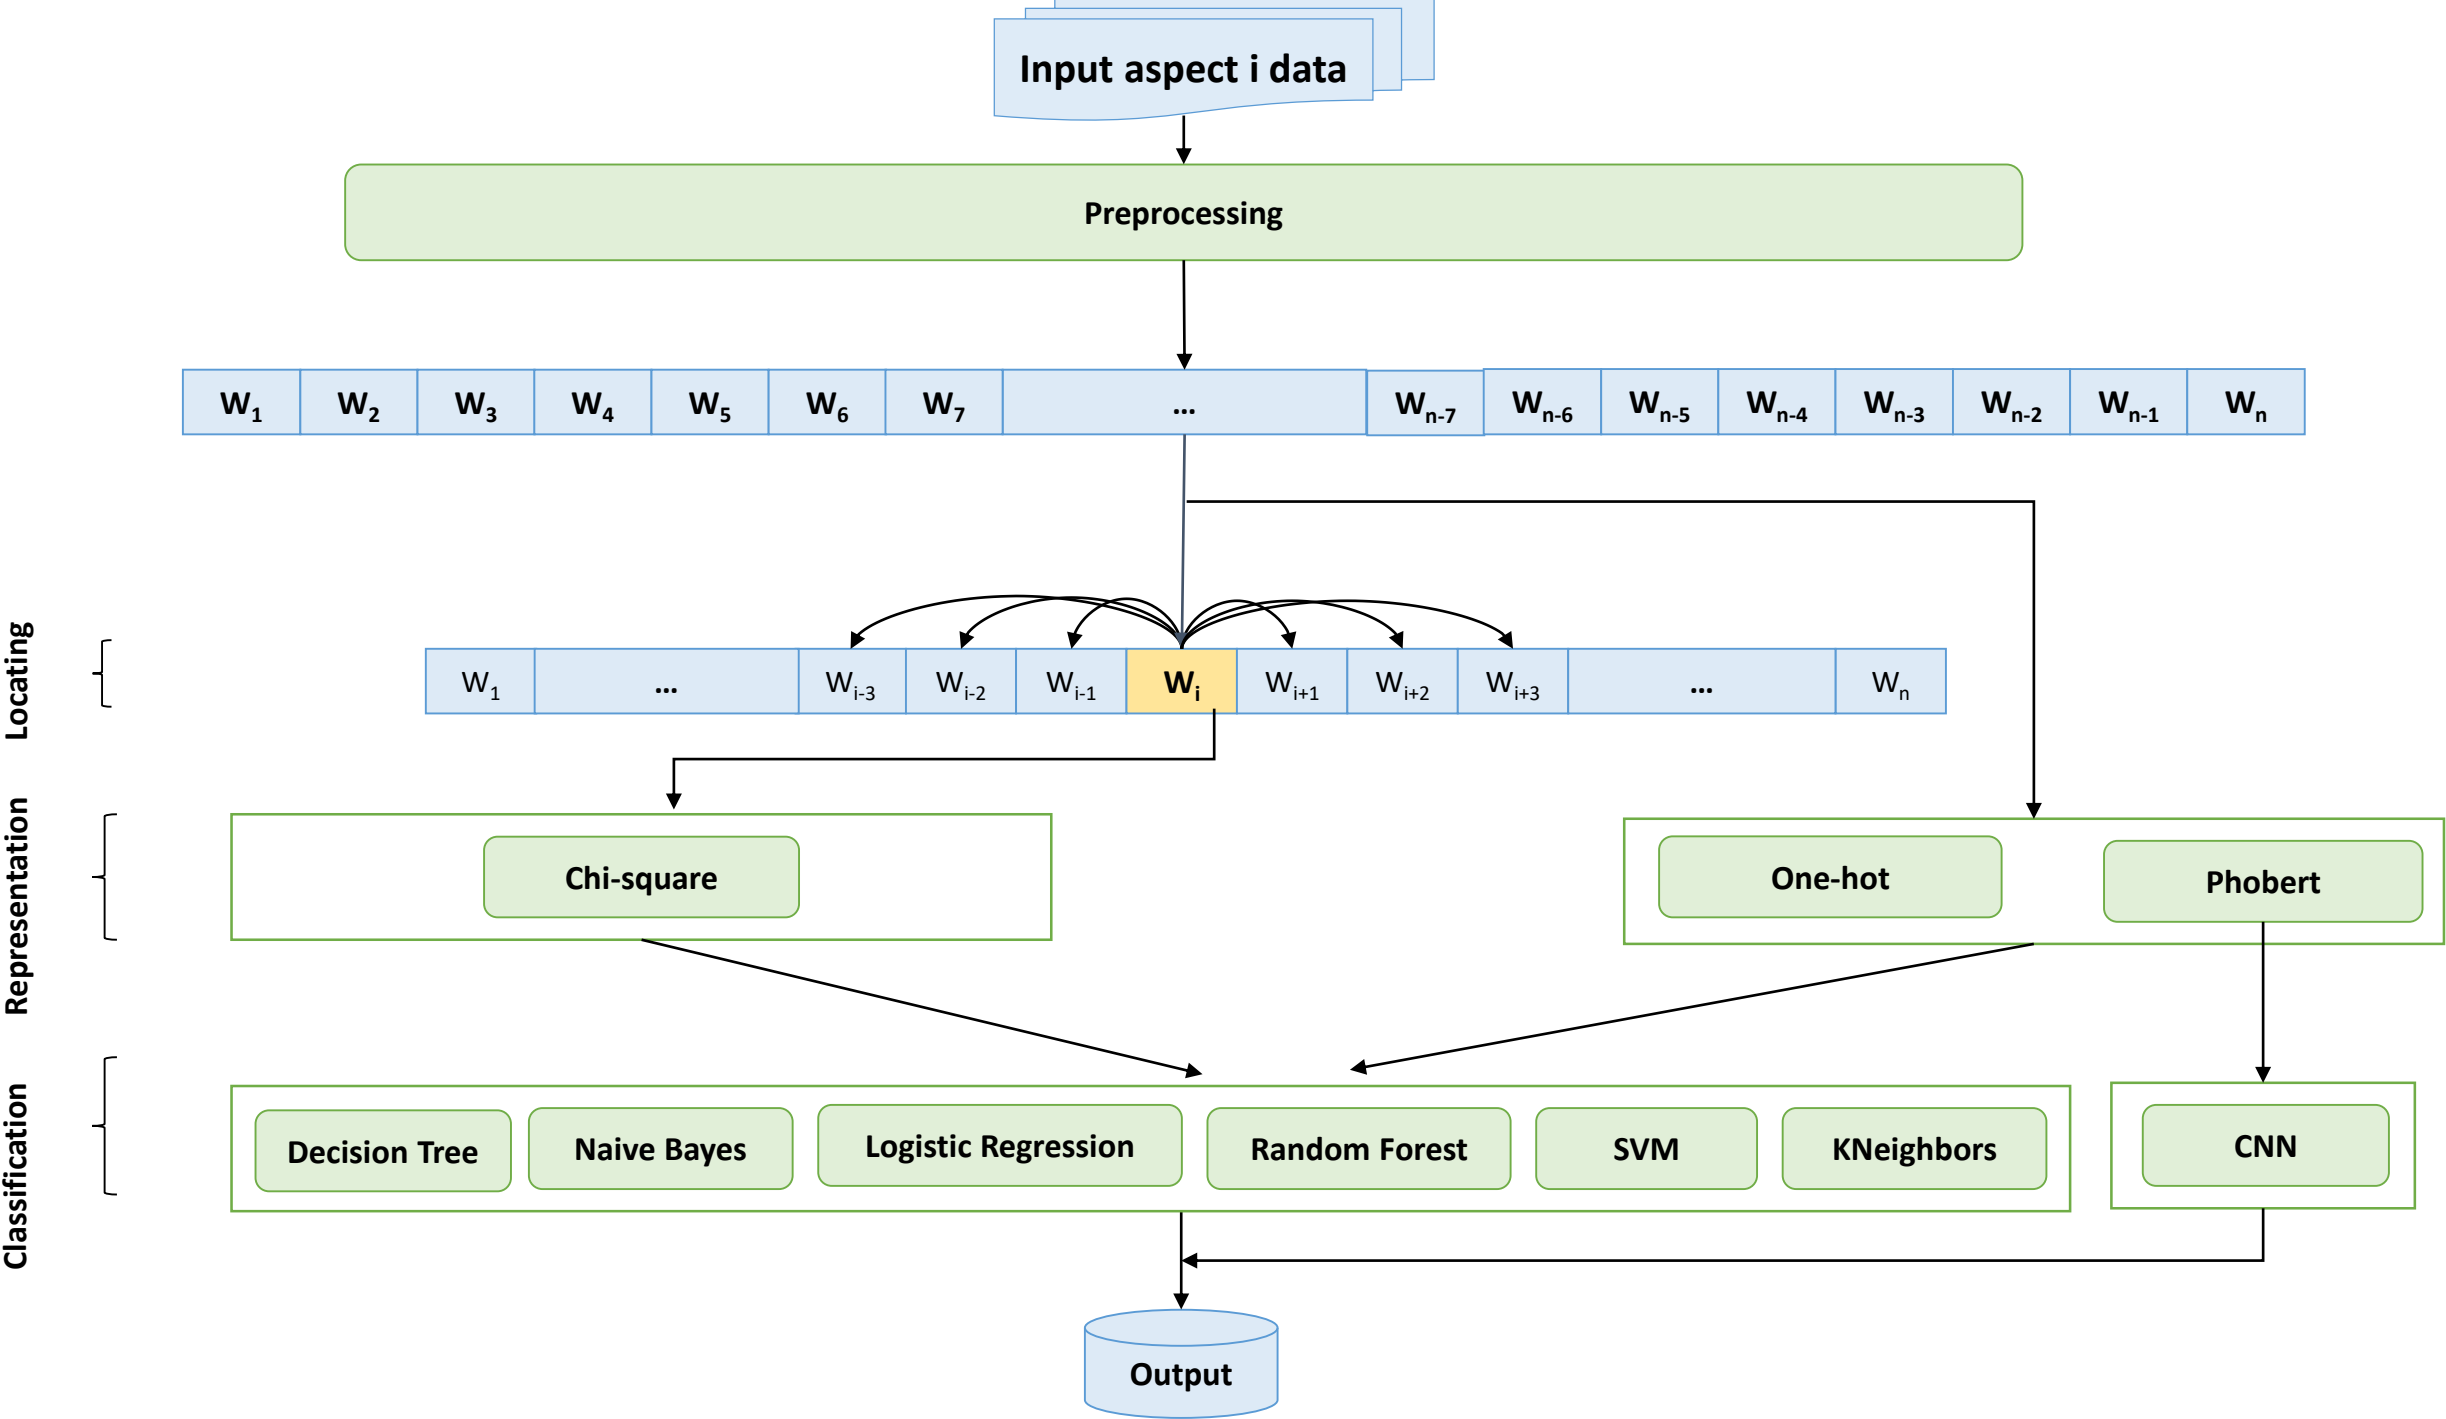 Input aspect i data
Preprocessing
W1 W2 W3 W4 W5 W6 W7 ... Wn-7 Wn-6 Wn-5 Wn-4 Wn-3 Wn-2 Wn-1 Wn
Locating
W1 ... Wi-3 Wi-2 Wi-1 Wi Wi+1 Wi+2 Wi+3 ... Wn
Representation
Chi-square One-hot Phobert
Classification
Decision Tree Naive Bayes Logistic Regression Random Forest SVM KNeighbors CNN
Output